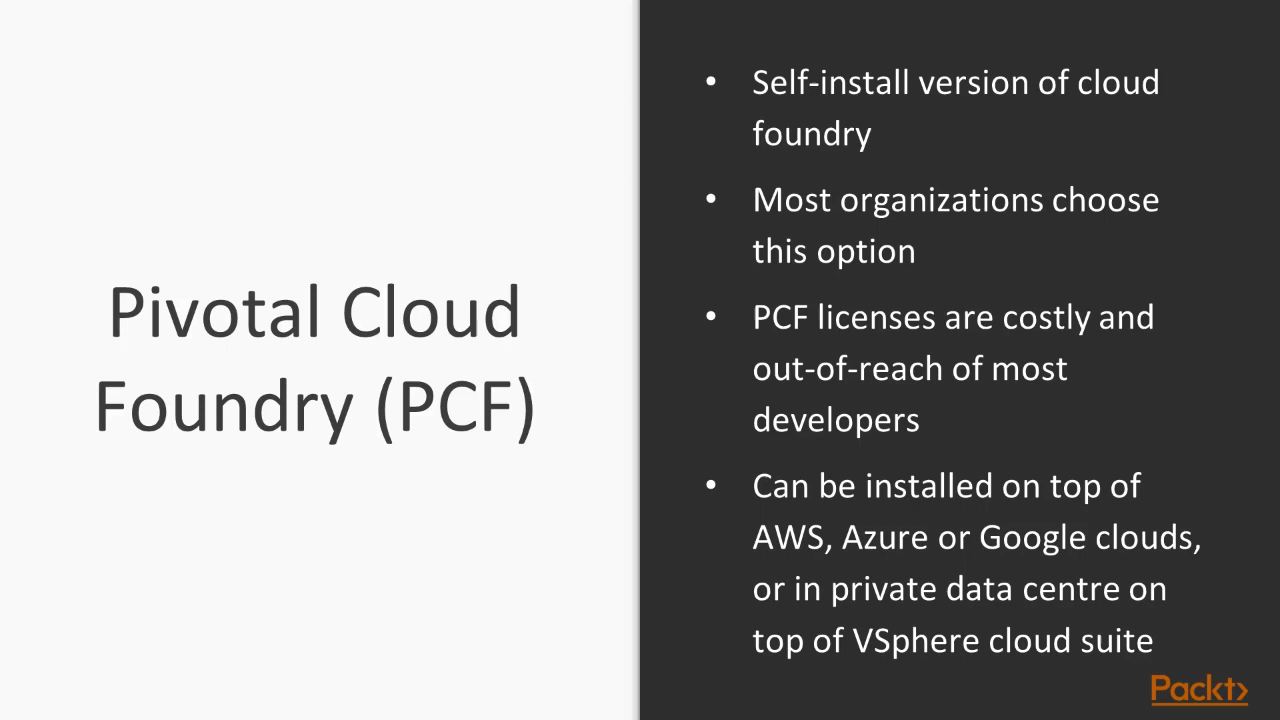 Pivotal Cloud
Foundry (PCF)
• Self-install version of cloud
foundry
• Most organizations choose
this option
• PCF licenses are costly and
out-of-reach of most
developers
• Can be installed on top of
AWS, Azure or Google clouds,
or in private data centre on
top of VSphere cloud suite
Packt>